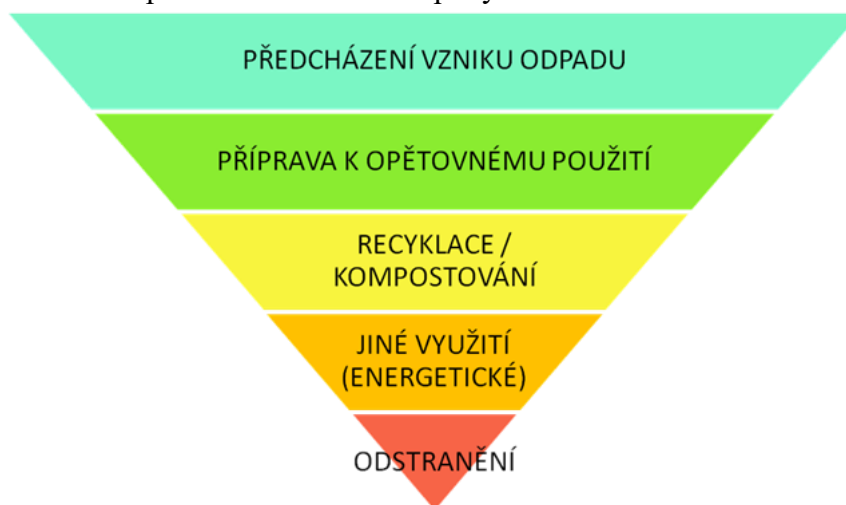 PŘEDCHÁZENÍ VZNIKU ODPADU
PŘÍPRAVA K OPĚTOVNÉMU POUŽITÍ
RECYKLACE /
KOMPOSTOVÁNÍ
JINÉ VYUŽITÍ
(ENERGETICKÉ)
ODSTRANĚNÍ